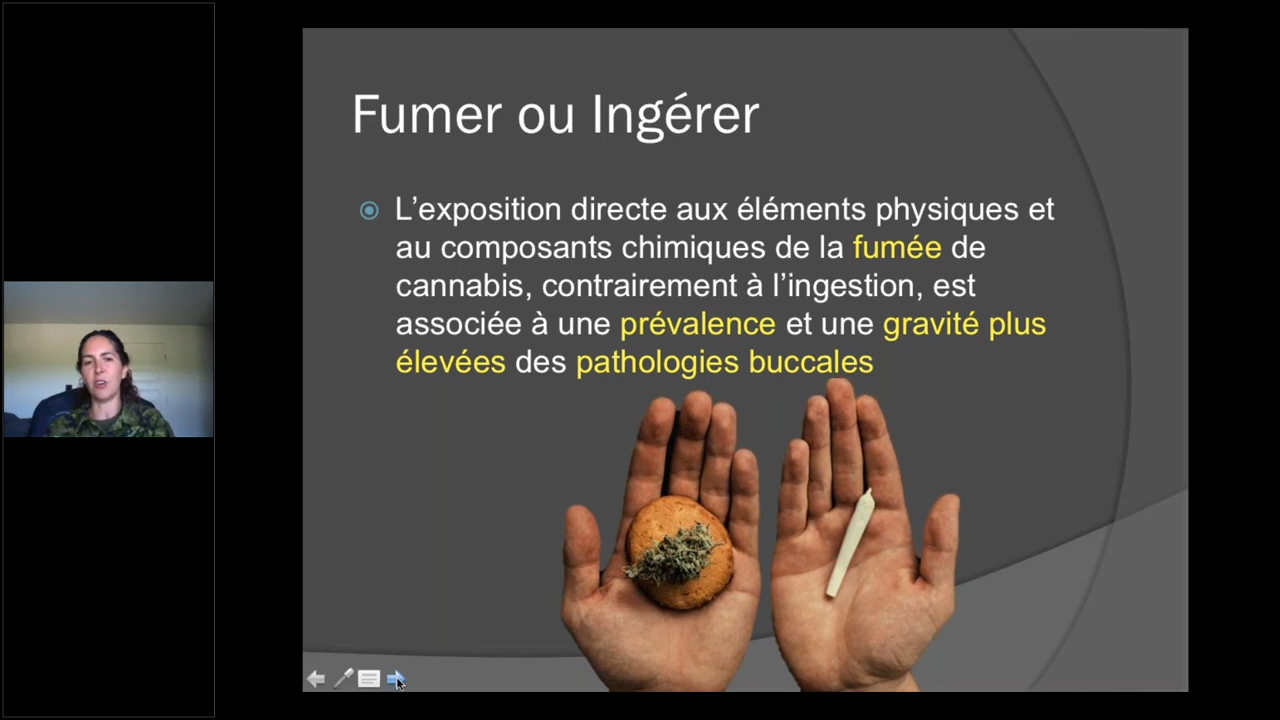 Fumer ou Ingérer
L’exposition directe aux éléments physiques et
au composants chimiques de la fumée de
cannabis, contrairement à l’ingestion, est
associée à une prévalence et une gravité plus
élevées des pathologies buccales